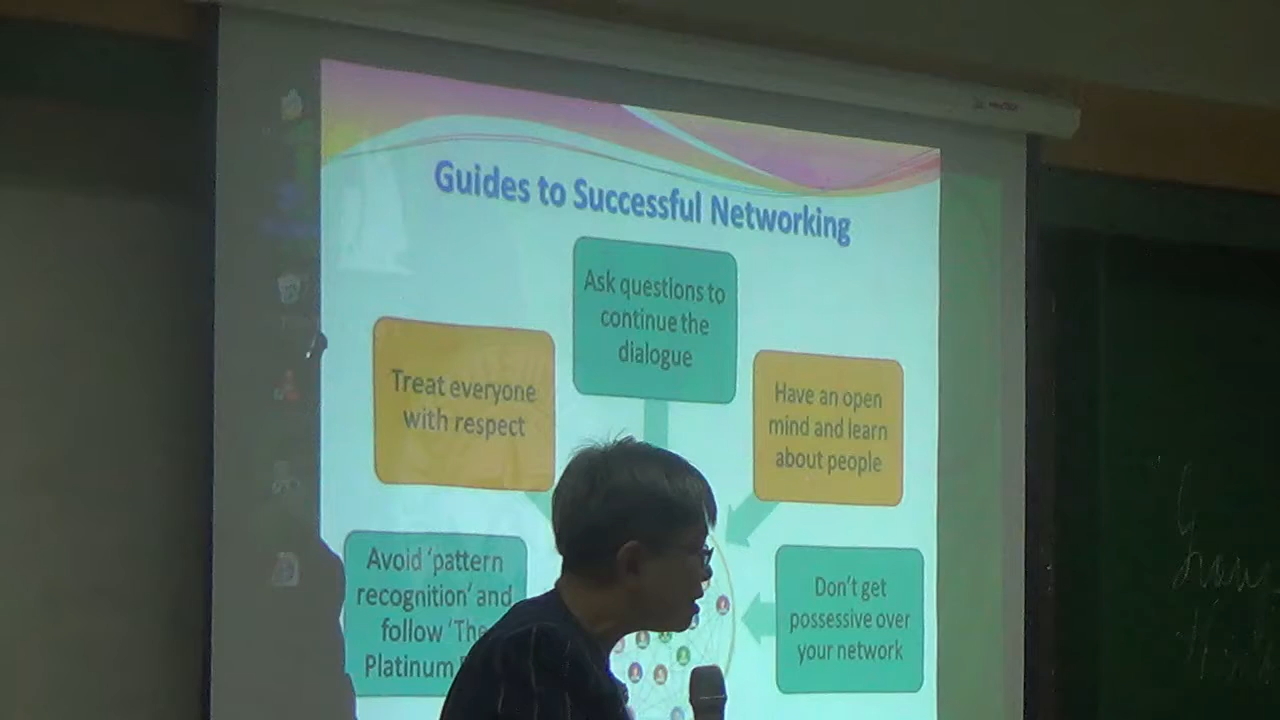 Guides to Successful Networking
Ask questions to
continue the
dialogue
Treat everyone
with respect
Have an open
mind and learn
about people
Avoid 'pattern
recognition' and
follow 'The
Platinum
Don't get
possessive over
your network